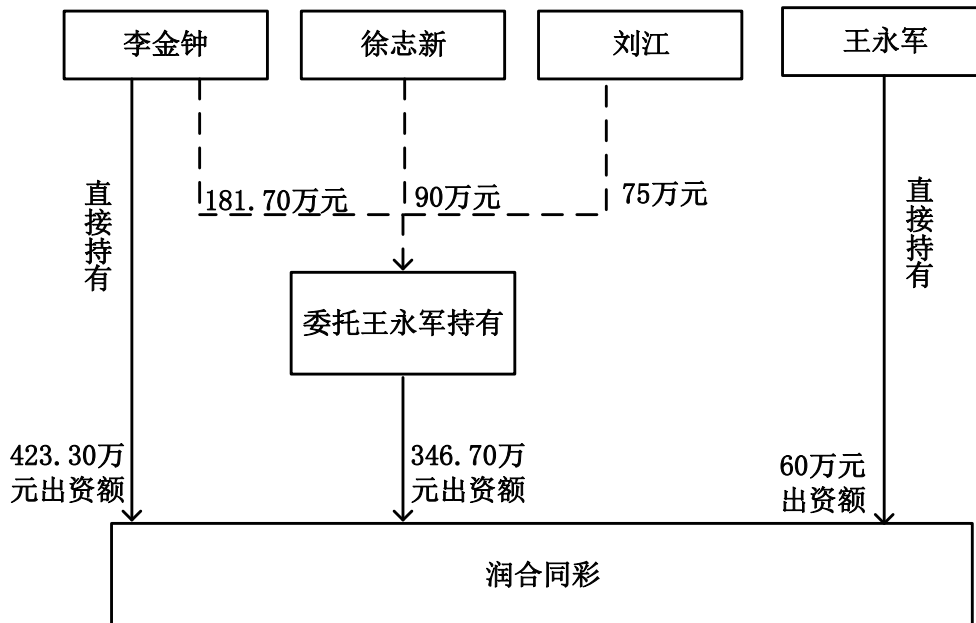 李金钟
徐志新
刘江
王永军
直接持有
181.70万元
90万元
75万元
直接持有
委托王永军持有
423.30万
元出资额
346.70万
元出资额
60万元
出资额
润合同彩